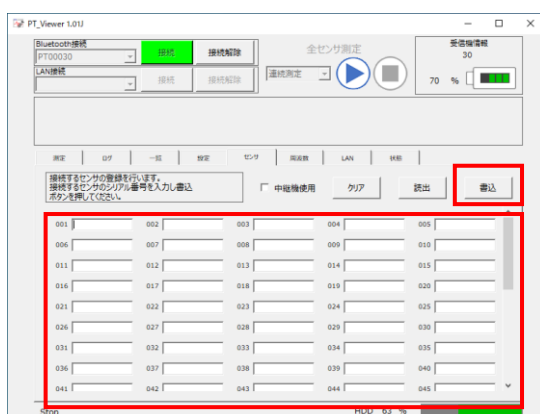 PT_Viewer 1.01J
Bluetooth接続
PT00030 接続 接続解除
LAN接続
接続 接続解除
全センサ測定
連続測定
受信機情報
30
70 %
測定 ログ 一覧 設定 センサ 周波数 LAN 状態
接続するセンサの登録を行います。
接続するセンサのシリアル番号を入力し書込
ボタンを押してください。
中継機使用 クリア 読出 書込
001 002 003 004 005
006 007 008 009 010
011 012 013 014 015
016 017 018 019 020
021 022 023 024 025
026 027 028 029 030
031 032 033 034 035
036 037 038 039 040
041 042 043 044 045
Stop HDD 63 %